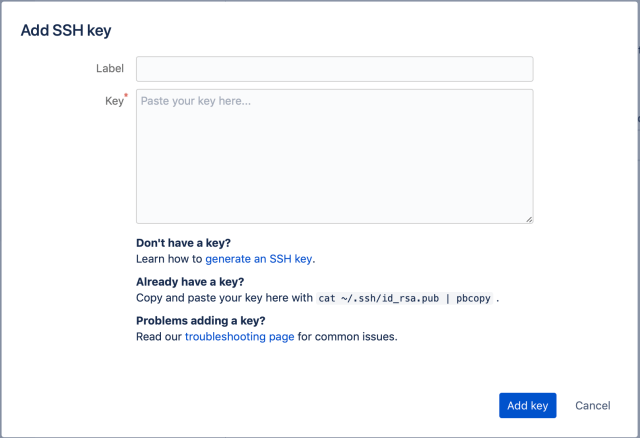 Add SSH key
Label
Key*
Paste your key here...
Don't have a key?
Learn how to generate an SSH key.
Already have a key?
Copy and paste your key here with cat ~/.ssh/id_rsa.pub | pbcopy .
Problems adding a key?
Read our troubleshooting page for common issues.
Add key Cancel